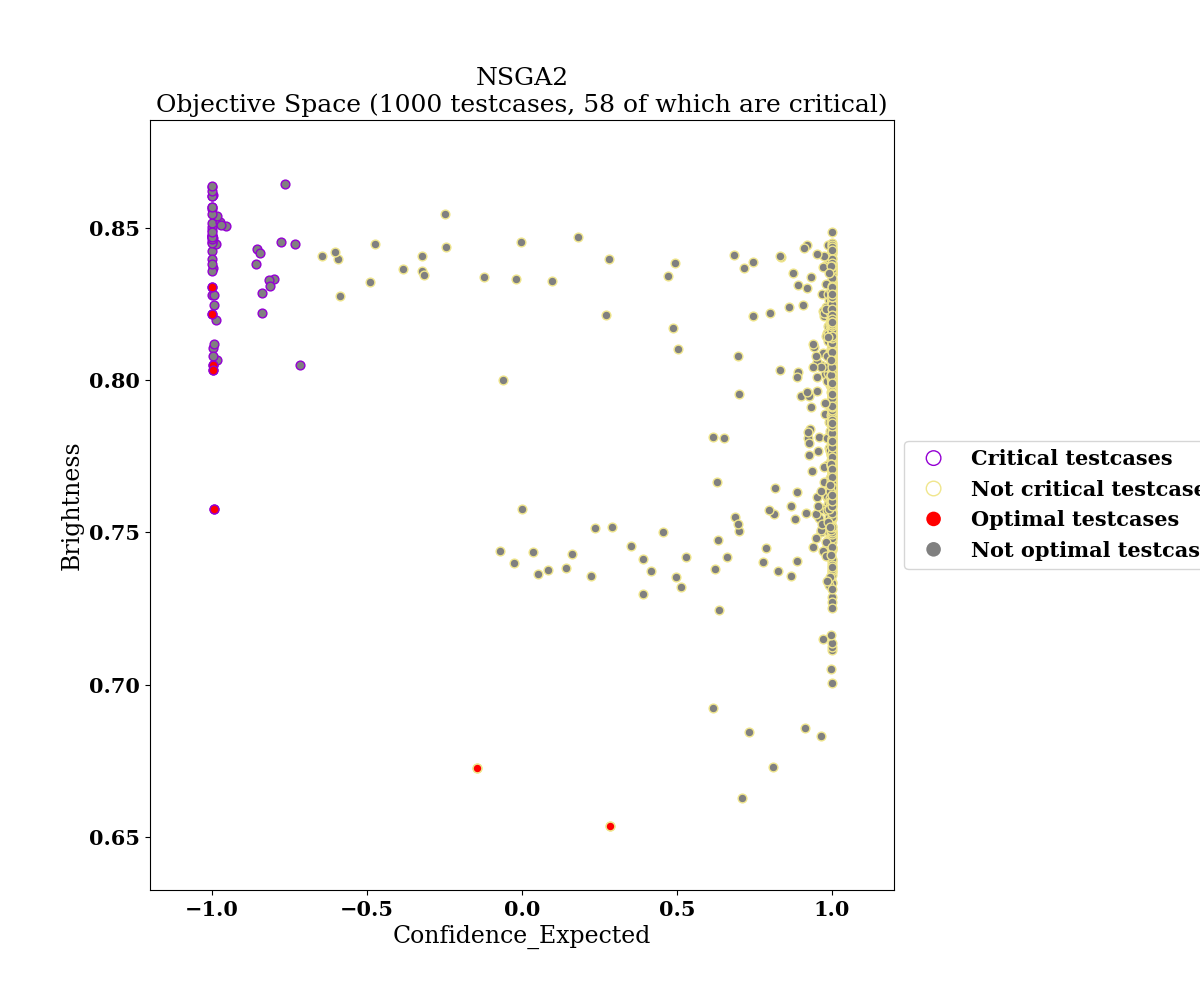 NSGA2
Objective Space (1000 testcases, 58 of which are critical)
0.85
0.80
0.75
0.70
0.65
Brightness
−1.0
−0.5
0.0
0.5
1.0
Confidence_Expected
Critical testcases
Not critical testcase
Optimal testcases
Not optimal testcas